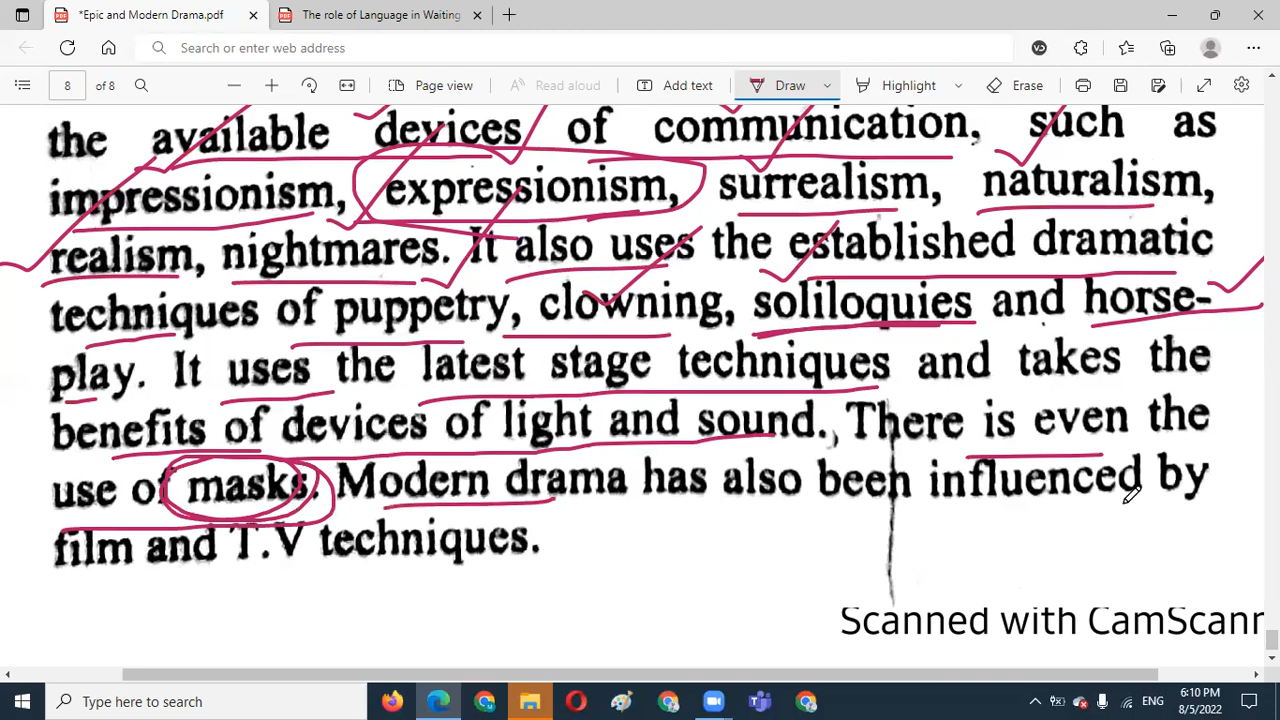 *Epic and Modern Drama.pdf
The role of Language in Waiting
Search or enter web address
8 of 8 Page view Read aloud Add text Draw Highlight Erase
the available devices of communication, such as
impressionism, expressionism, surrealism, naturalism,
realism, nightmares. It also uses the established dramatic
techniques of puppetry, clowning, soliloquies and horse-
play. It uses the latest stage techniques and takes the
benefits of devices of light and sound. There is even the
use of masks. Modern drama has also been influenced by
film and T.V techniques.
Scanned with CamScann
Type here to search
ENG
6:10 PM
8/5/2022